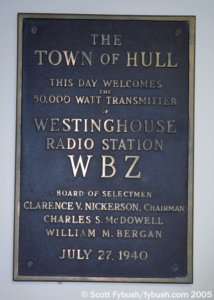 THE
TOWN OF HULL
THIS DAY WELCOMES
THE
50,000 WATT TRANSMITTER
OF
WESTINGHOUSE
RADIO STATION
WBZ
BOARD OF SELECTMEN
CLARENCE V. NICKERSON, CHAIRMAN
CHARLES S. McDOWELL
WILLIAM M. BERGAN
JULY 27, 1940
© Scott Fybush/fybush.com 2005